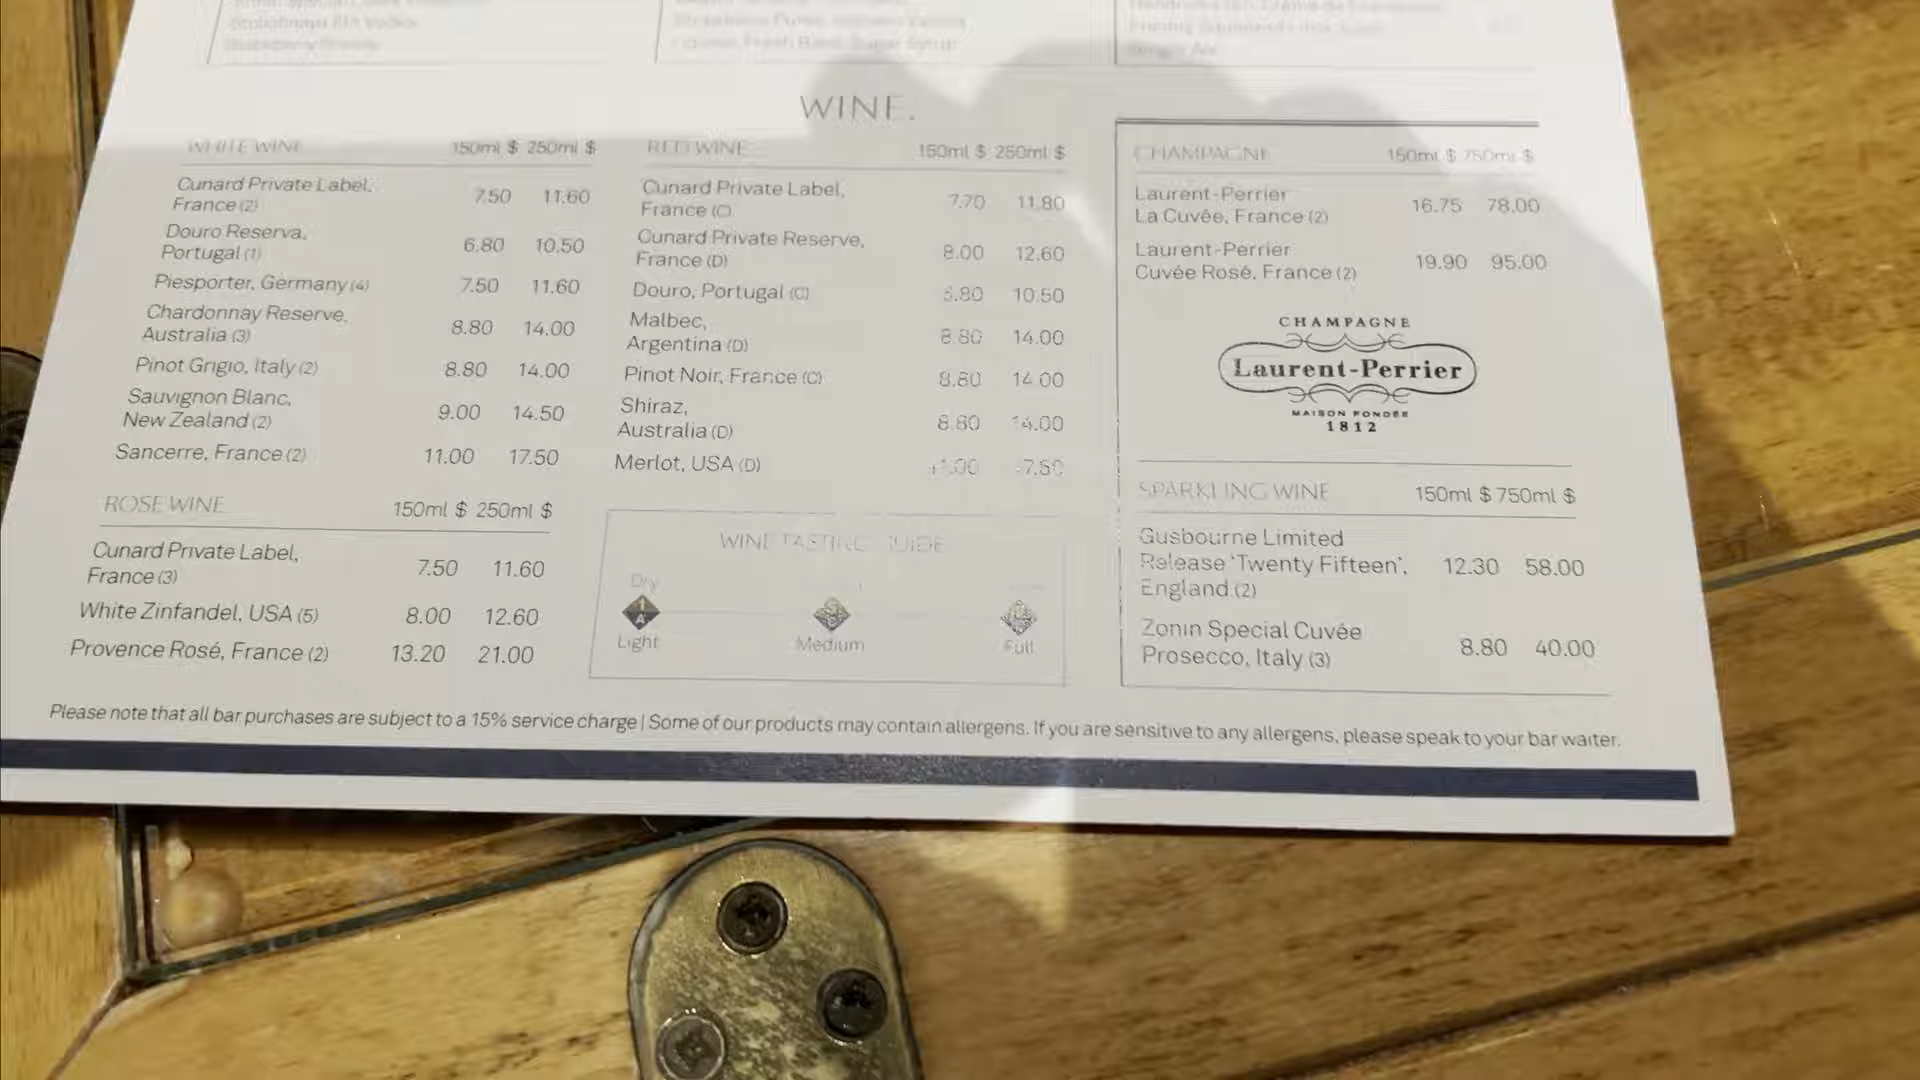 WINE.
WHITE WINE 150ml $ 250ml $
Cunard Private Label,
France (2) 7.50 11.60
Douro Reserva,
Portugal (1) 6.80 10.50
Piesporter, Germany (4) 7.50 11.60
Chardonnay Reserve,
Australia (3) 8.80 14.00
Pinot Grigio, Italy (2) 8.80 14.00
Sauvignon Blanc,
New Zealand (2) 9.00 14.50
Sancerre, France (2) 11.00 17.50
ROSE WINE 150ml $ 250ml $
Cunard Private Label,
France (3) 7.50 11.60
White Zinfandel, USA (5) 8.00 12.60
Provence Rosé, France (2) 13.20 21.00
RED WINE 150ml $ 250ml $
Cunard Private Label,
France (C) 7.70 11.80
Cunard Private Reserve,
France (D) 8.00 12.60
Douro, Portugal (C) 6.80 10.50
Malbec,
Argentina (D) 8.80 14.00
Pinot Noir, France (C) 8.80 14.00
Shiraz,
Australia (D) 8.80 14.00
Merlot, USA (D)
WINE TASTING GUIDE
Dry
Light Medium Full
CHAMPAGNE 150ml $ 750ml $
Laurent-Perrier
La Cuvée, France (2) 16.75 78.00
Laurent-Perrier
Cuvée Rosé, France (2) 19.90 95.00
CHAMPAGNE
Laurent-Perrier
MAISON FONDÉE
1812
SPARKLING WINE 150ml $ 750ml $
Gusbourne Limited
Release ‘Twenty Fifteen’, 12.30 58.00
England (2)
Zonin Special Cuvée
Prosecco, Italy (3) 8.80 40.00
Please note that all bar purchases are subject to a 15% service charge | Some of our products may contain allergens. If you are sensitive to any allergens, please speak to your bar waiter.